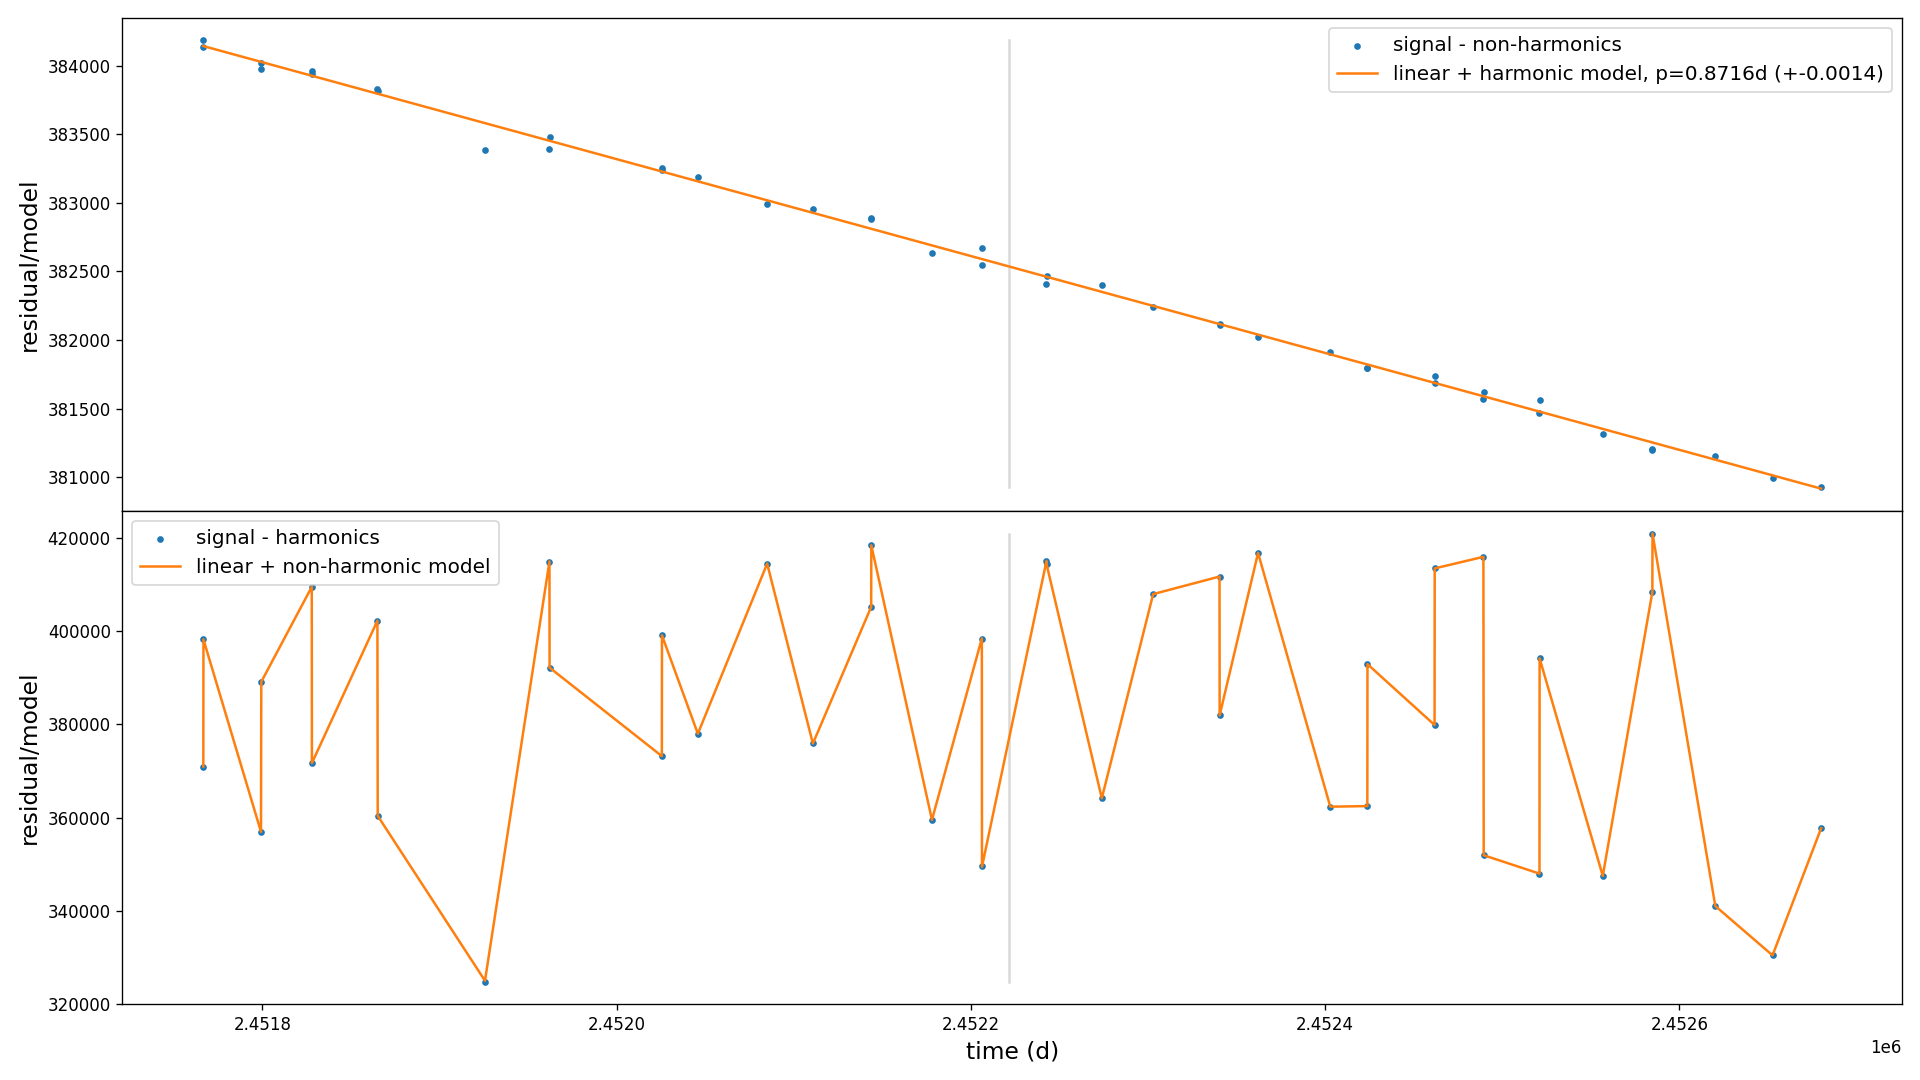 signal - non-harmonics
linear + harmonic model, p=0.8716d (+-0.0014)
residual/model
384000
383500
383000
382500
382000
381500
381000
signal - harmonics
linear + non-harmonic model
residual/model
420000
400000
380000
360000
340000
320000
2.4518
2.4520
2.4522
2.4524
2.4526
time (d)
1e6